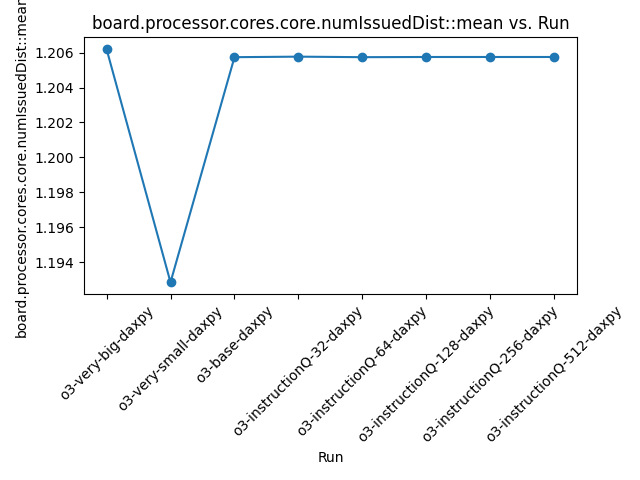 board.processor.cores.core.numIssuedDist::mean vs. Run
board.processor.cores.core.numIssuedDist::mean
1.206
1.204
1.202
1.200
1.198
1.196
1.194
o3-very-big-daxpy
o3-very-small-daxpy
o3-base-daxpy
o3-instructionQ-32-daxpy
o3-instructionQ-64-daxpy
o3-instructionQ-128-daxpy
o3-instructionQ-256-daxpy
o3-instructionQ-512-daxpy
Run